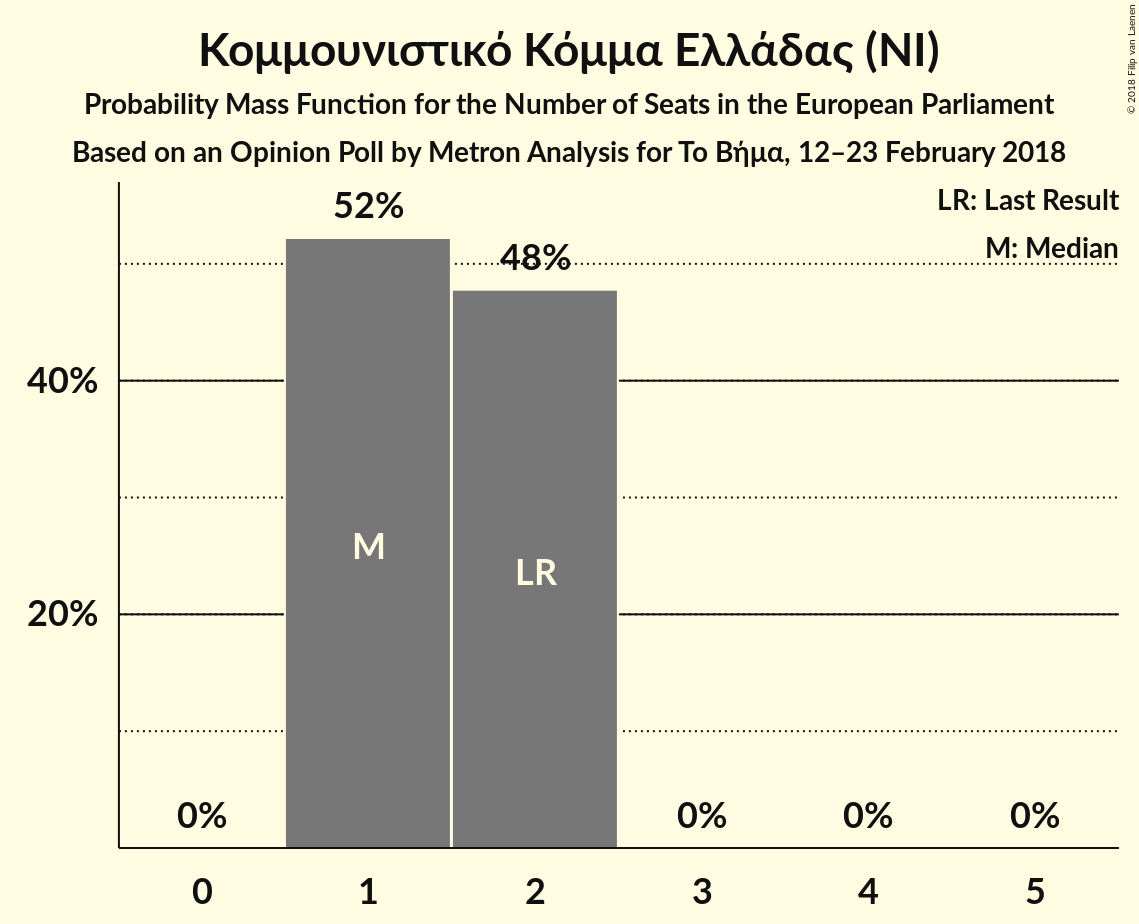 Κομμουνιστικό Κόμμα Ελλάδας (NI)
Probability Mass Function for the Number of Seats in the European Parliament
Based on an Opinion Poll by Metron Analysis for Το Βήμα, 12–23 February 2018
© 2018 Filip van Laenen
LR: Last Result
M: Median
52%
48%
40%
20%
M
LR
0%
0%
0%
0%
0 1 2 3 4 5